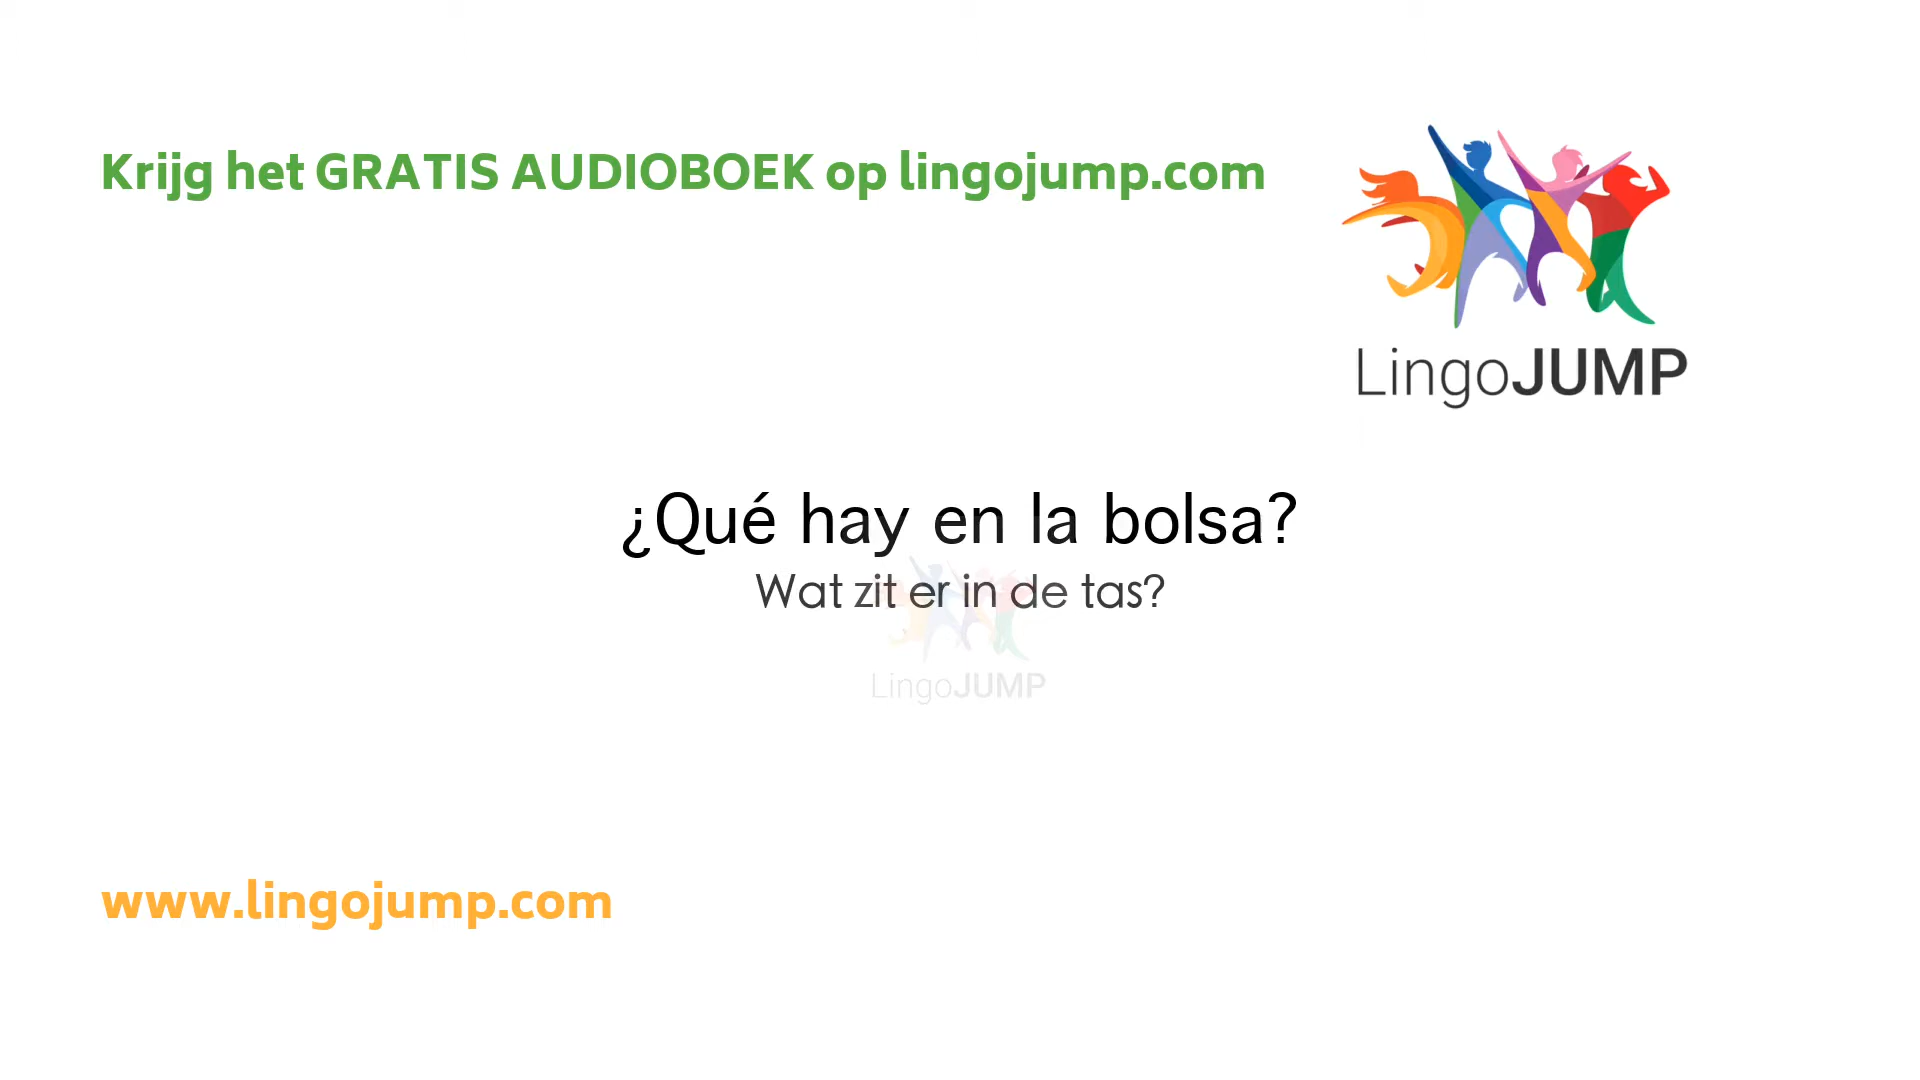 Krijg het GRATIS AUDIOBOEK op lingojump.com
LingoJUMP
¿Qué hay en la bolsa?
Wat zit er in de tas?
LingoJUMP
www.lingojump.com